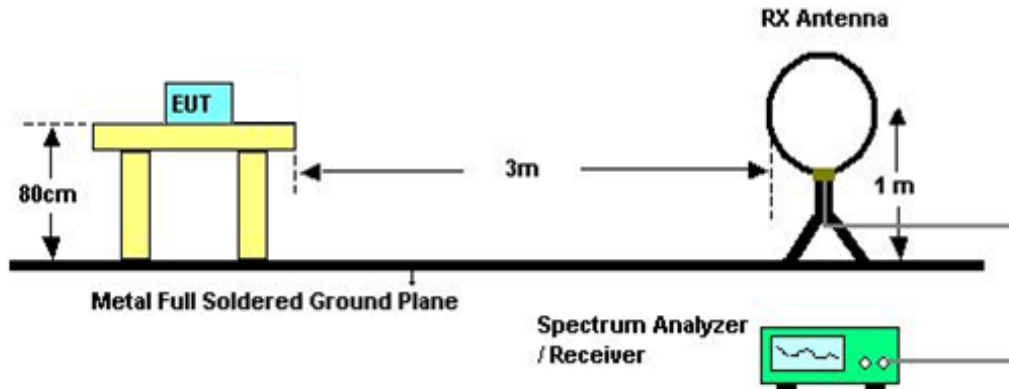 RX Antenna
EUT
80cm
3m
1 m
Metal Full Soldered Ground Plane
Spectrum Analyzer
/ Receiver